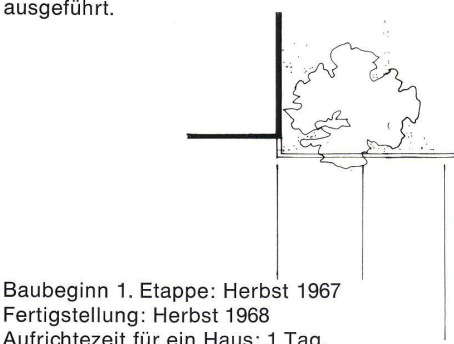 ausgeführt.
Baubeginn 1. Etappe: Herbst 1967
Fertigstellung: Herbst 1968
Aufrichtezeit für ein Haus: 1 Tag.